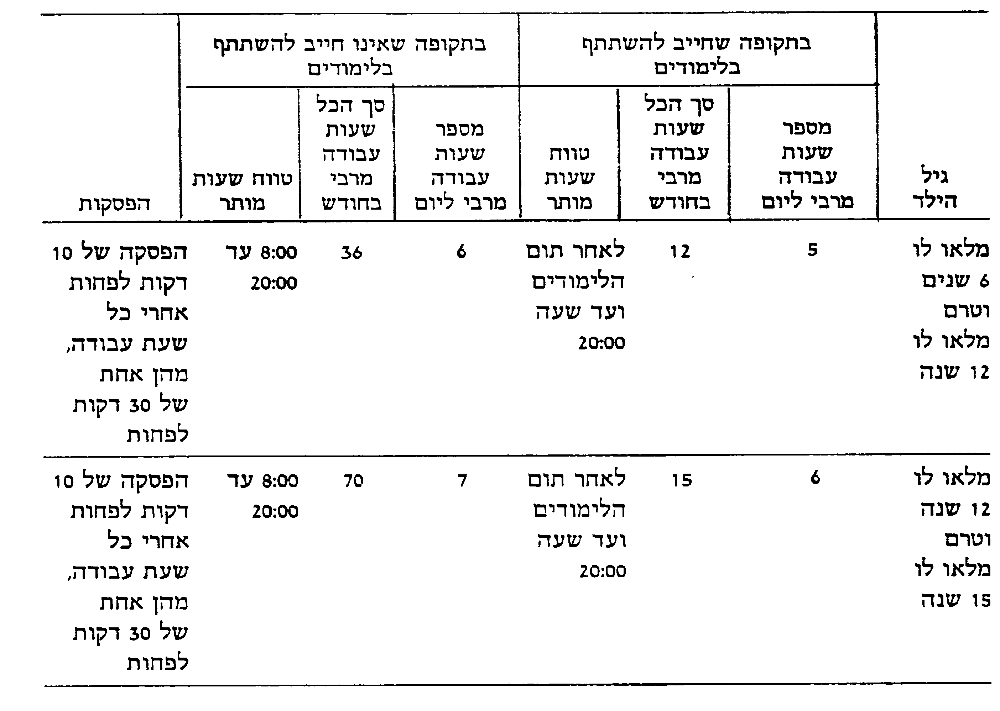 בתקופה שחייב להשתתף
בלימודים
בתקופה שאינו חייב להשתתף
בלימודים
גיל
הילד
מספר
שעות
עבודה
מרבי ליום
סך הכל
שעות
עבודה
מרבי
בחודש
טווח
שעות
מותר
מספר
שעות
עבודה
מרבי ליום
סך הכל
שעות
עבודה
מרבי
בחודש
טווח שעות
מותר
הפסקות
מלאו לו
6 שנים
וטרם
מלאו לו
12 שנה
5
12
לאחר תום
הלימודים
ועד שעה
20:00
6
36
8:00 עד
20:00
הפסקה של 10
דקות לפחות
אחרי כל
שעת עבודה,
מהן אחת
של 30 דקות
לפחות
מלאו לו
12 שנה
וטרם
מלאו לו
15 שנה
6
15
לאחר תום
הלימודים
ועד שעה
20:00
7
70
8:00 עד
20:00
הפסקה של 10
דקות לפחות
אחרי כל
שעת עבודה,
מהן אחת
של 30 דקות
לפחות